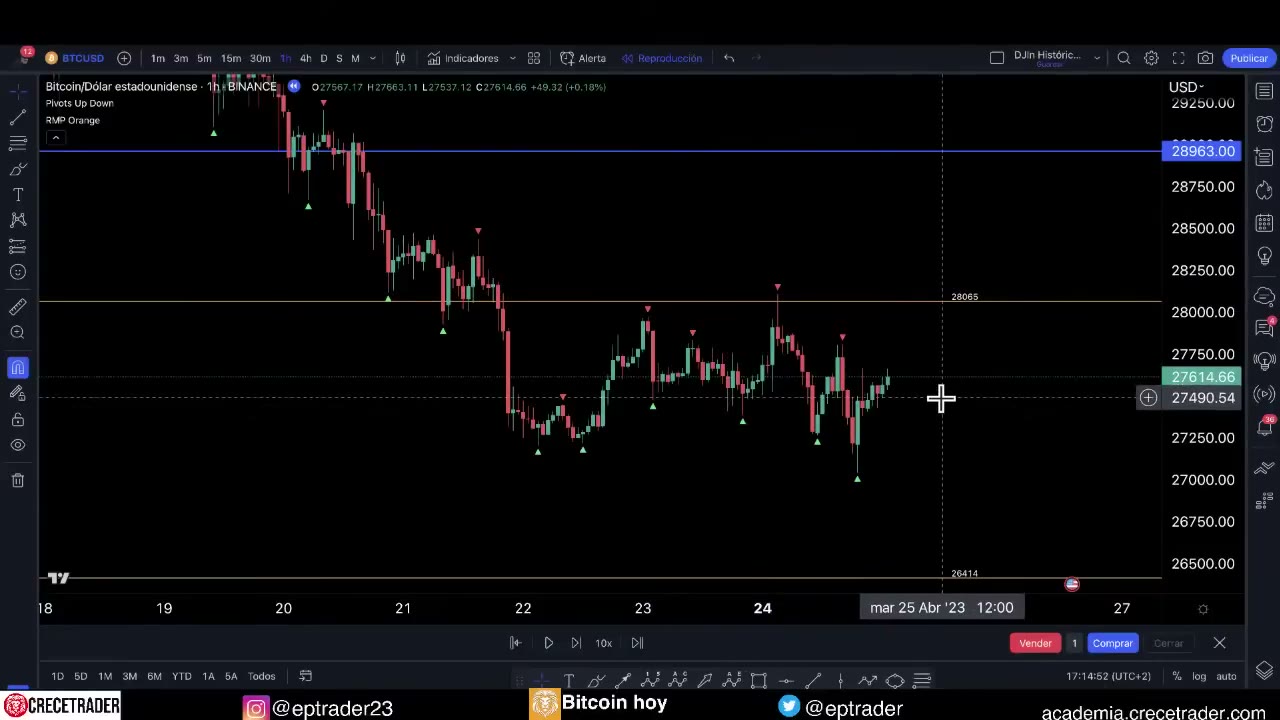 12
BTCUSD
1m 3m 5m 15m 30m 1h 4h D S M
Indicadores
Alerta
Reproducción
DJIn Históric...
Guardar
Publicar
Bitcoin/Dólar estadounidense · 1h · BINANCE
O27567.17 H27663.11 L27537.12 C27614.66 +49.32 (+0.18%)
Pivots Up Down
RMP Orange
USD
29250.00
28963.00
28750.00
28500.00
28250.00
28065
28000.00
27750.00
27614.66
27490.54
27250.00
27000.00
26750.00
26500.00
26414
4
36
18 19 20 21 22 23 24 mar 25 Abr '23 12:00 27
10x
Vender 1 Comprar Cerrar
1D 5D 1M 3M 6M YTD 1A 5A Todos
17:14:52 (UTC+2) % log auto
CRECETRADER
@eptrader23
Bitcoin hoy
@eptrader
academia.crecetrader.com